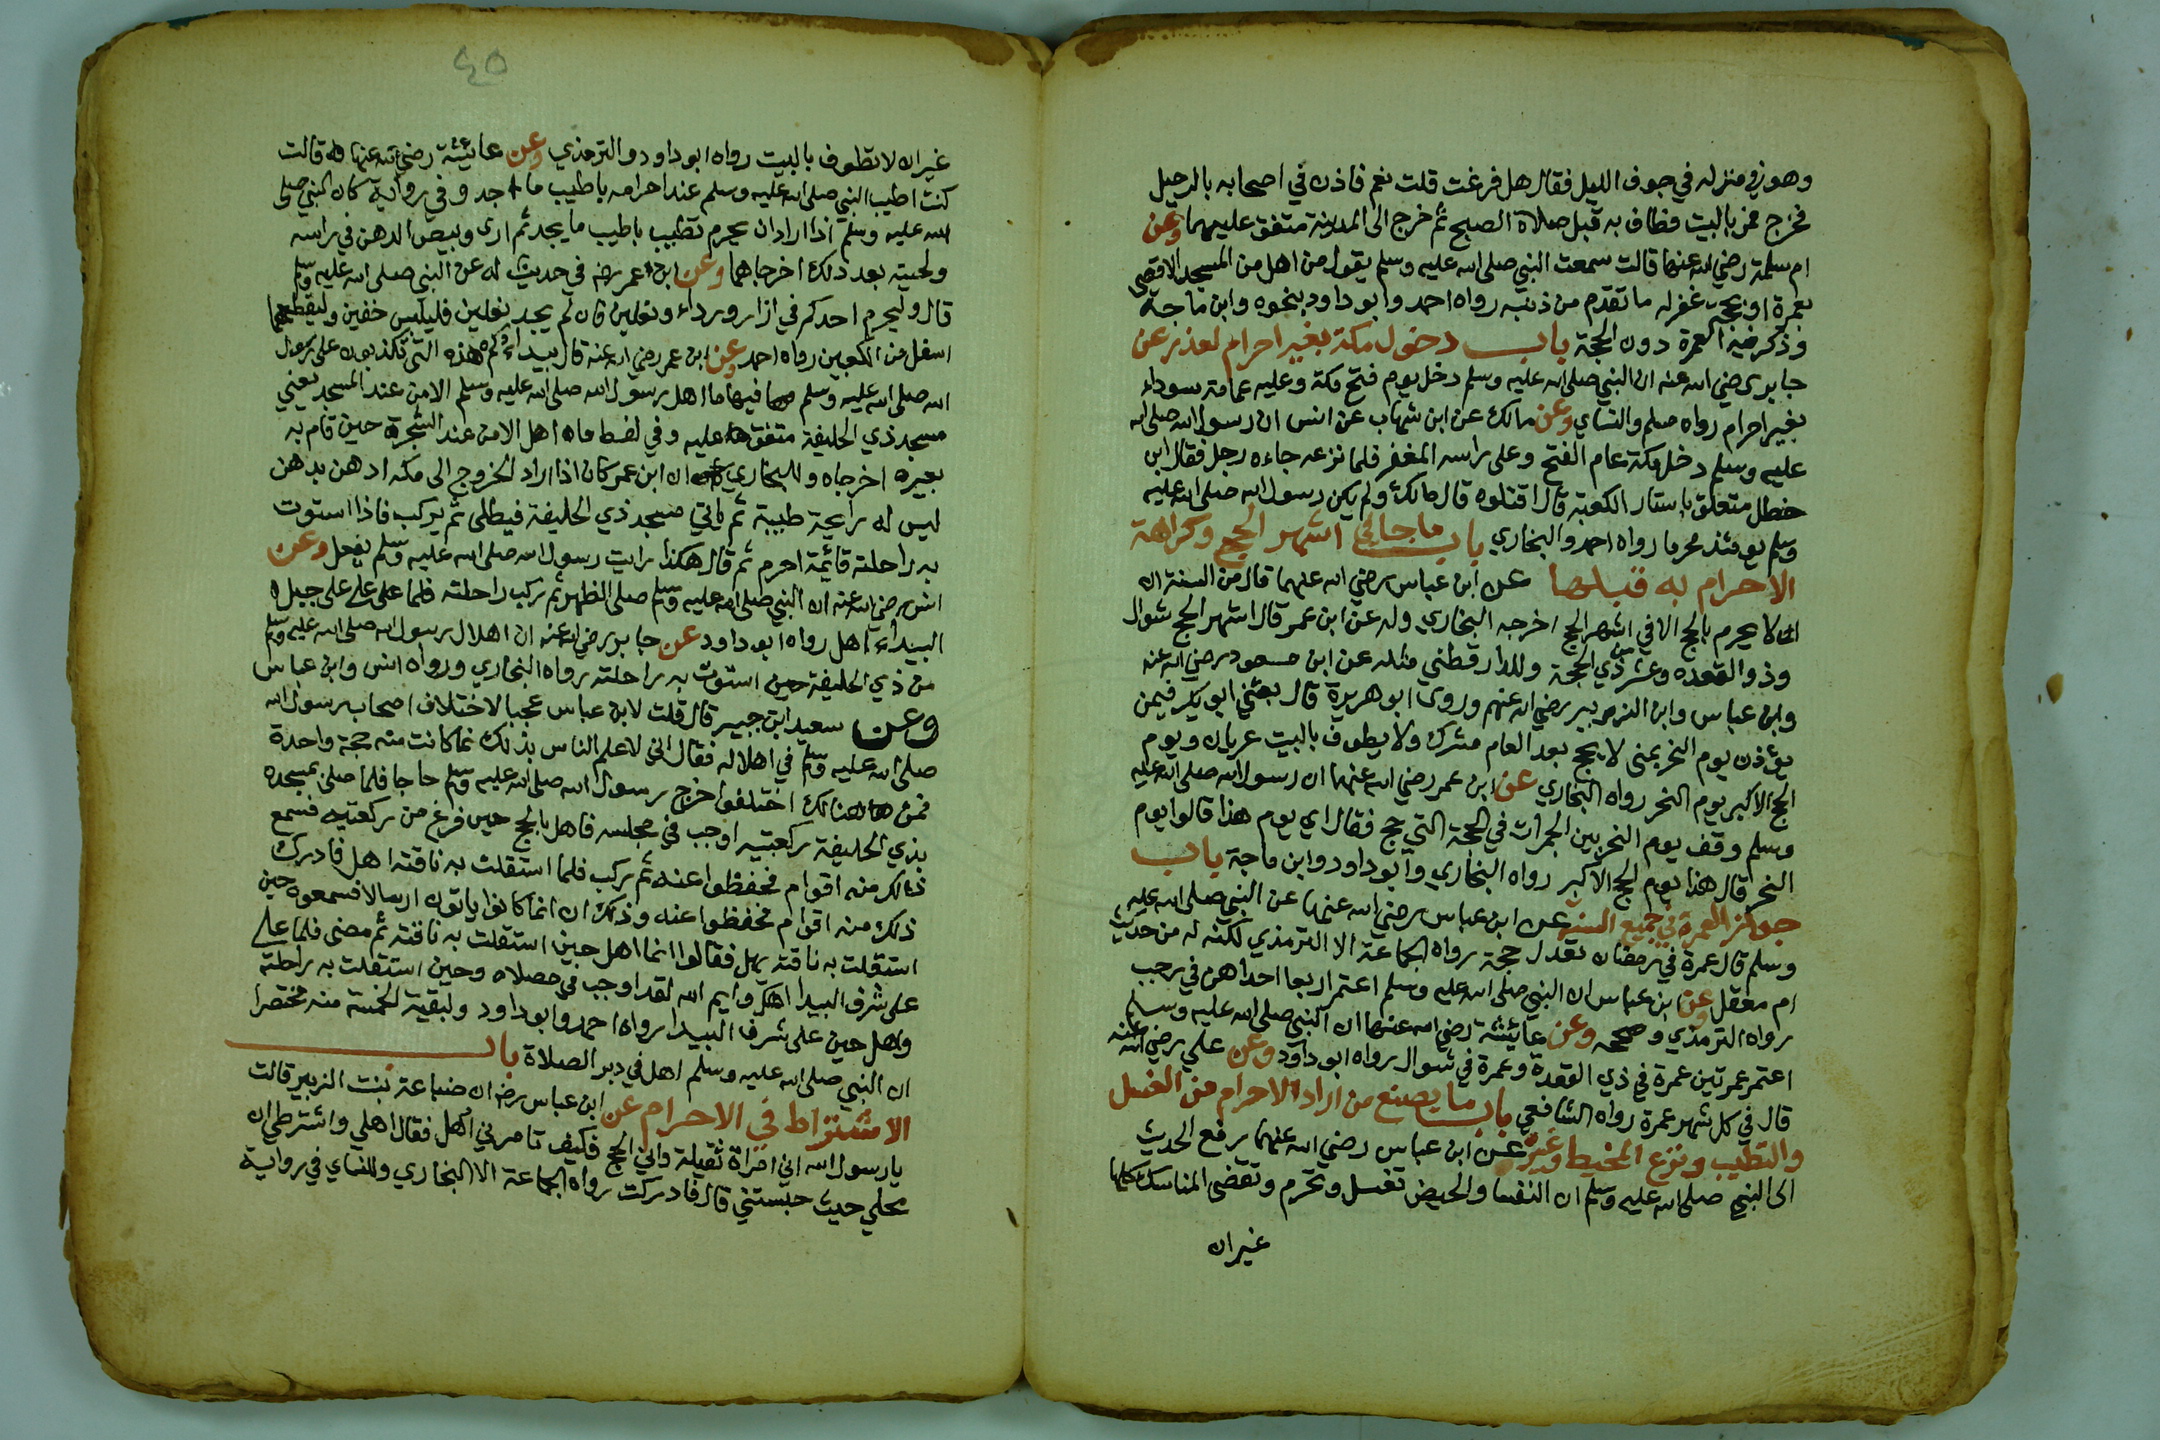 وهو في منزله في جوف الليل فقال هل فرغت قلت نعم فاذن في اصحابه بالرحيل
فخرج فمر بالبيت فطاف به قبل صلاة الصبح ثم خرج الى المدينة متفق عليهما وعن
ام سلمة رضي الله عنها قالت سمعت النبي صلى الله عليه وسلم يقول من اهل من المسجد الاقصى
بعمرة او بحجة غفر له ما تقدم من ذنبه رواه احمد وابو داود بنحوه وابن ماجة
وذكر فيه العمرة دون الحجة باب دخول مكة بغير احرام لعذر عن
جابر رضي الله عنه ان النبي صلى الله عليه وسلم دخل يوم فتح مكة وعليه عمامة سوداء
بغير احرام رواه مسلم والنساي وعن مالك عن ابن شهاب عن انس ان رسول الله صلى الله
عليه وسلم دخل مكة عام الفتح وعلى راسه المغفر فلما نزعه جاءه رجل فقال ابن
خطل متعلق باستار الكعبة قال اقتلوه قال مالك ولم يكن رسول الله صلى الله عليه
وسلم يومئذ محرما رواه احمد والبخاري باب ما جا في اشهر الحج وكراهة
الاحرام به قبلها عن ابن عباس رضي الله عنهما قال من السنة ان
لا يحرم بالحج الا في اشهر الحج اخرجه البخاري وله عن ابن عمر قال اشهر الحج شوال
وذو القعده وعشر من ذي الحجة وللدارقطني مثله عن ابن مسعود رضي الله عنه
وابن عباس وابن الزبير رضي الله عنهم وروى ابو هريرة قال بعثني ابو بكر فيمن
يؤذن يوم النحر بمنى لا يحج بعد العام مشرك ولا يطوف بالبيت عريان ويوم
الحج الاكبر يوم النحر رواه البخاري عن ابن عمر رضي الله عنهما ان رسول الله صلى الله عليه
وسلم وقف يوم النحر بين الجمرات في الحجة التي حج فقال اي يوم هذا قالوا يوم
النحر قال هذا يوم الحج الاكبر رواه البخاري وابو داود وابن ماجة باب
جواز العمرة في جميع السنة عن ابن عباس رضي الله عنهما عن النبي صلى الله عليه
وسلم قال عمرة في رمضان تعدل حجة رواه الجماعة الا الترمذي لكنه له من حديث
ام معقل وعن ابن عباس ان النبي صلى الله عليه وسلم اعتمر اربعا احداهن في رجب
رواه الترمذي وصححه وعن عائشة رضي الله عنها ان النبي صلى الله عليه وسلم
اعتمر عمرتين عمرة في ذي القعدة وعمرة في شوال رواه ابو داود وعن علي رضي الله عنه
قال في كل شهر عمرة رواه الشافعي باب ما يصنع من اراد الاحرام من الغسل
والتطيب ونزع المخيط وغيره عن ابن عباس رضي الله عنهما يرفع الحديث
الى النبي صلى الله عليه وسلم ان النفسا والحيض تغسل وتحرم وتقضي المناسك كلها
غير ان
٤٥
غير ان لا تطوف بالبيت رواه ابو داود والترمذي وعن عائشة رضي الله عنها قالت
كنت اطيب النبي صلى الله عليه وسلم عند احرامه باطيب ما اجد وفي رواية كان النبي صلى
الله عليه وسلم اذا اراد ان يحرم تطيب باطيب ما يجد ثم ارى وبيص الدهن في راسه
ولحيته بعد ذلك اخرجاهما وعن ابن عمر رضه في حديث له عن النبي صلى الله عليه وسلم
قال وليحرم احدكم في ازار ورداء ونعلين فان لم يجد نعلين فليلبس خفين وليقطعهما
اسفل من الكعبين رواه احمد وعن ابن عمر رضي الله عنه قال بيداؤكم هذه التي تكذبون على رسول
الله صلى الله عليه وسلم فيها ما اهل رسول الله صلى الله عليه وسلم الا من عند المسجد يعني
مسجد ذي الحليفة متفق عليه وفي لفظ ما اهل الا من عند الشجرة حين قام به
بعيره اخرجاه وللبخاري ان ابن عمر كان اذا اراد الخروج الى مكه ادهن بدهن
ليس له رايحة طيبة ثم ياتي مسجد ذي الحليفة فيصلي ثم يركب فاذا استوت
به راحلته قائمة احرم ثم قال هكذا رايت رسول الله صلى الله عليه وسلم يفعل وعن
انس رضي الله عنه ان النبي صلى الله عليه وسلم صلى الظهر ثم ركب راحلته فلما على على جبل
البيداء اهل رواه ابو داود عن جابر رضي الله عنه ان اهلال رسول الله صلى الله عليه وسلم
من ذي الحليفة حين استوت به راحلته رواه البخاري ورواه انس وابن عباس
وعن سعيد ابن جبير قال قلت لابن عباس عجبا لاختلاف اصحاب رسول الله
صلى الله عليه وسلم في اهلاله فقال اني لاعلم الناس بذلك انما كانت منه حجة واحدة
فمن هنالك اختلفوا خرج رسول الله صلى الله عليه وسلم حاجا فلما صلى بمسجده
بذي الحليفة ركعتيه اوجب في مجلسه فاهل بالحج حين فرغ من ركعتيه فسمع
ذلك منه اقوام فحفظوا عنه ثم ركب فلما استقلت به ناقته اهل فادرك
ذلك منه اقوام فحفظوا عنه وذلك ان انما كانوا ياتون ارسالا فسمعوه حين
استقلت به ناقته يهل فقالوا انما اهل حين استقلت به ناقته ثم مضى فلما على
على شرف البيدا اهل وايم الله لقد اوجب في مصلاه وحين استقلت به راحلته
واهل حين على شرف البيدا رواه احمد وابو داود ولبقية الخمسة منه مختصرا
ان النبي صلى الله عليه وسلم اهل في دبر الصلاة باب
الاشتراط في الاحرام عن ابن عباس رضه ان ضباعة بنت الزبير قالت
يا رسول الله اني امراة ثقيلة واني الحج فكيف تامرني اهل فقال اهلي واشترطي ان
محلي حيث حبستني قال فادركت رواه الجماعة الا البخاري وللنساي في رواية